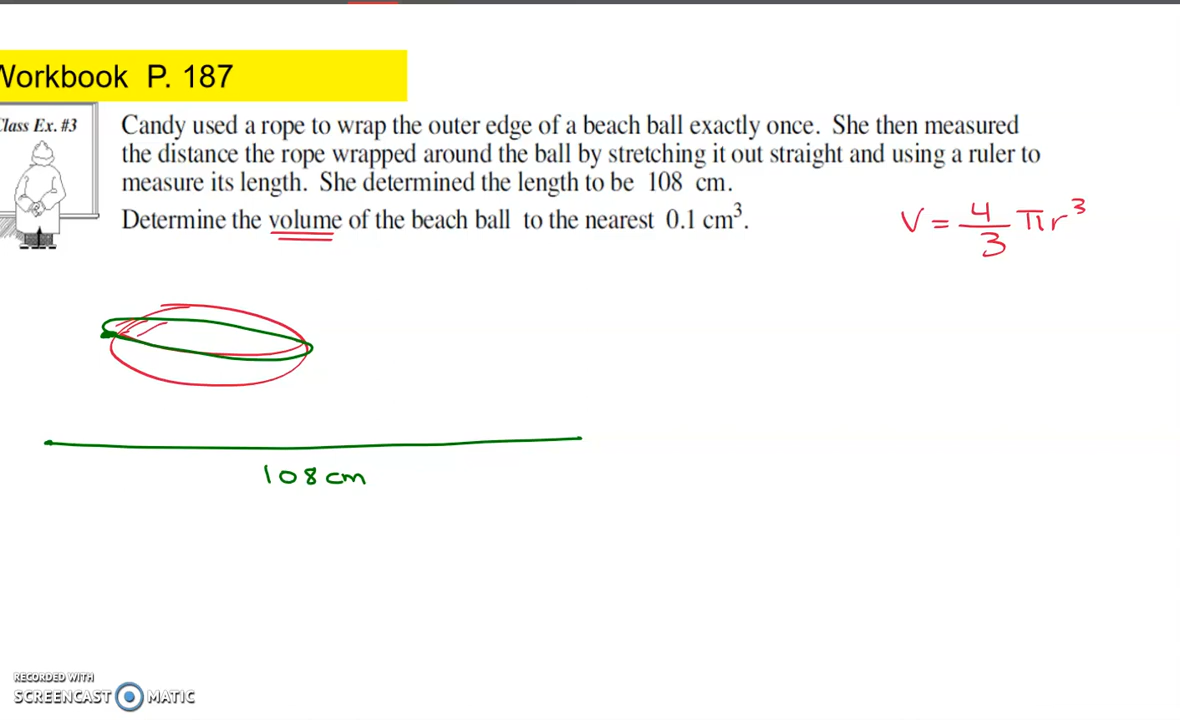 Workbook P. 187
Class Ex. #3
Candy used a rope to wrap the outer edge of a beach ball exactly once. She then measured
the distance the rope wrapped around the ball by stretching it out straight and using a ruler to
measure its length. She determined the length to be 108 cm.
Determine the volume of the beach ball to the nearest 0.1 cm³.
V = 4/3 πr³
108 cm
RECORDED WITH
SCREENCAST MATIC